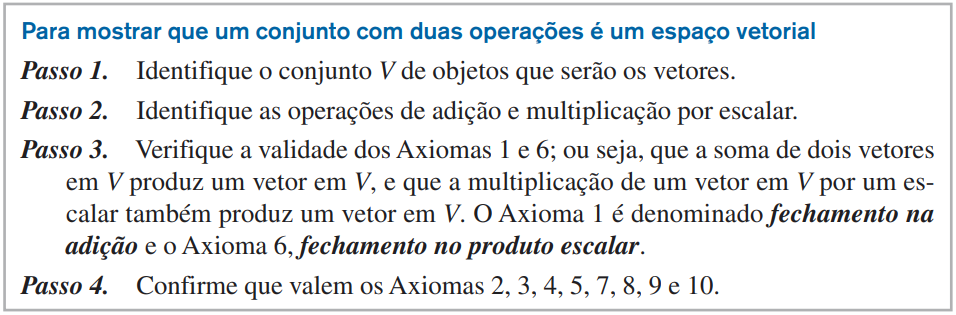 Para mostrar que um conjunto com duas operações é um espaço vetorial
Passo 1. Identifique o conjunto V de objetos que serão os vetores.
Passo 2. Identifique as operações de adição e multiplicação por escalar.
Passo 3. Verifique a validade dos Axiomas 1 e 6; ou seja, que a soma de dois vetores
em V produz um vetor em V, e que a multiplicação de um vetor em V por um es-
calar também produz um vetor em V. O Axioma 1 é denominado fechamento na
adição e o Axioma 6, fechamento no produto escalar.
Passo 4. Confirme que valem os Axiomas 2, 3, 4, 5, 7, 8, 9 e 10.